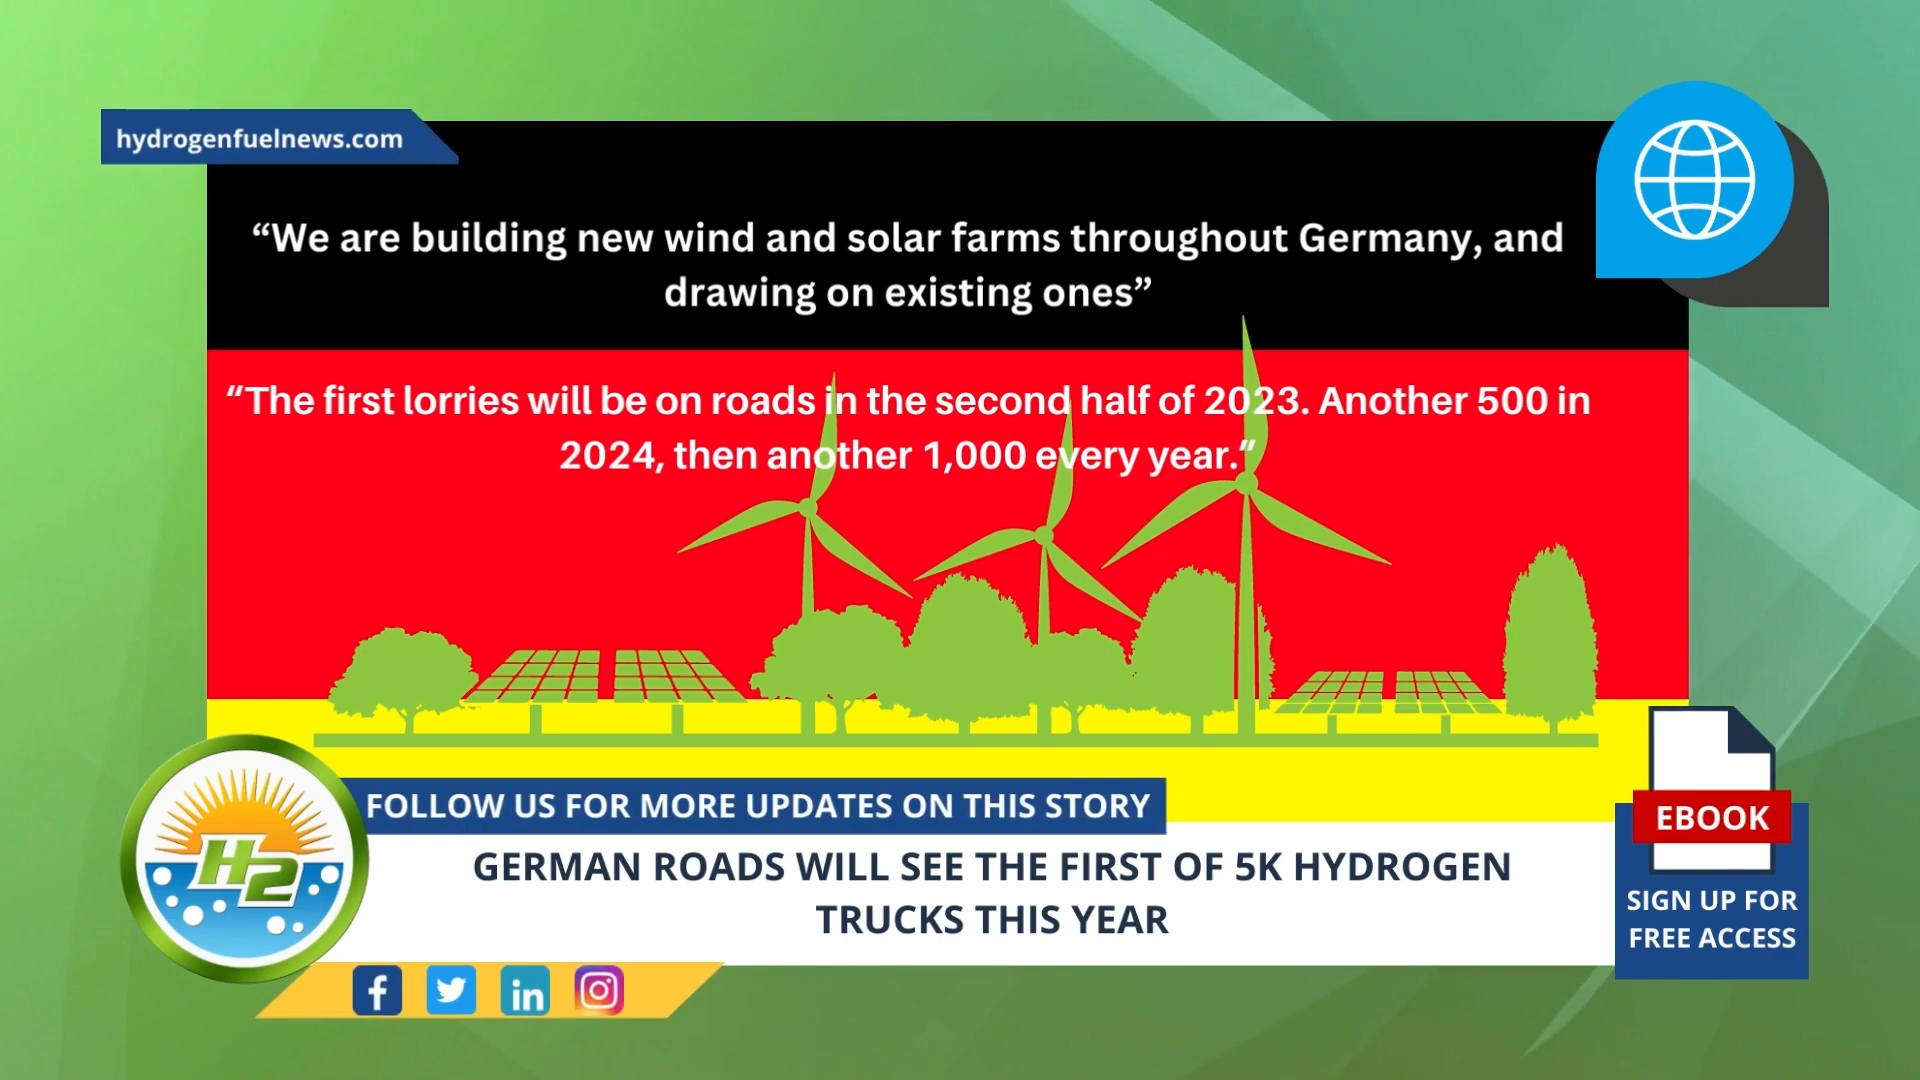 hydrogenfuelnews.com
“We are building new wind and solar farms throughout Germany, and
drawing on existing ones”
“The first lorries will be on roads in the second half of 2023. Another 500 in
2024, then another 1,000 every year.”
FOLLOW US FOR MORE UPDATES ON THIS STORY
GERMAN ROADS WILL SEE THE FIRST OF 5K HYDROGEN
TRUCKS THIS YEAR
H2
EBOOK
SIGN UP FOR
FREE ACCESS
f
in